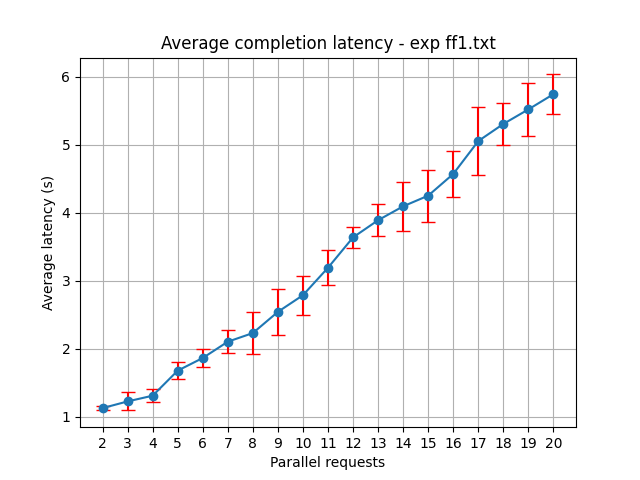 Average completion latency - exp ff1.txt
6
5
4
3
2
1
Average latency (s)
2 3 4 5 6 7 8 9 10 11 12 13 14 15 16 17 18 19 20
Parallel requests